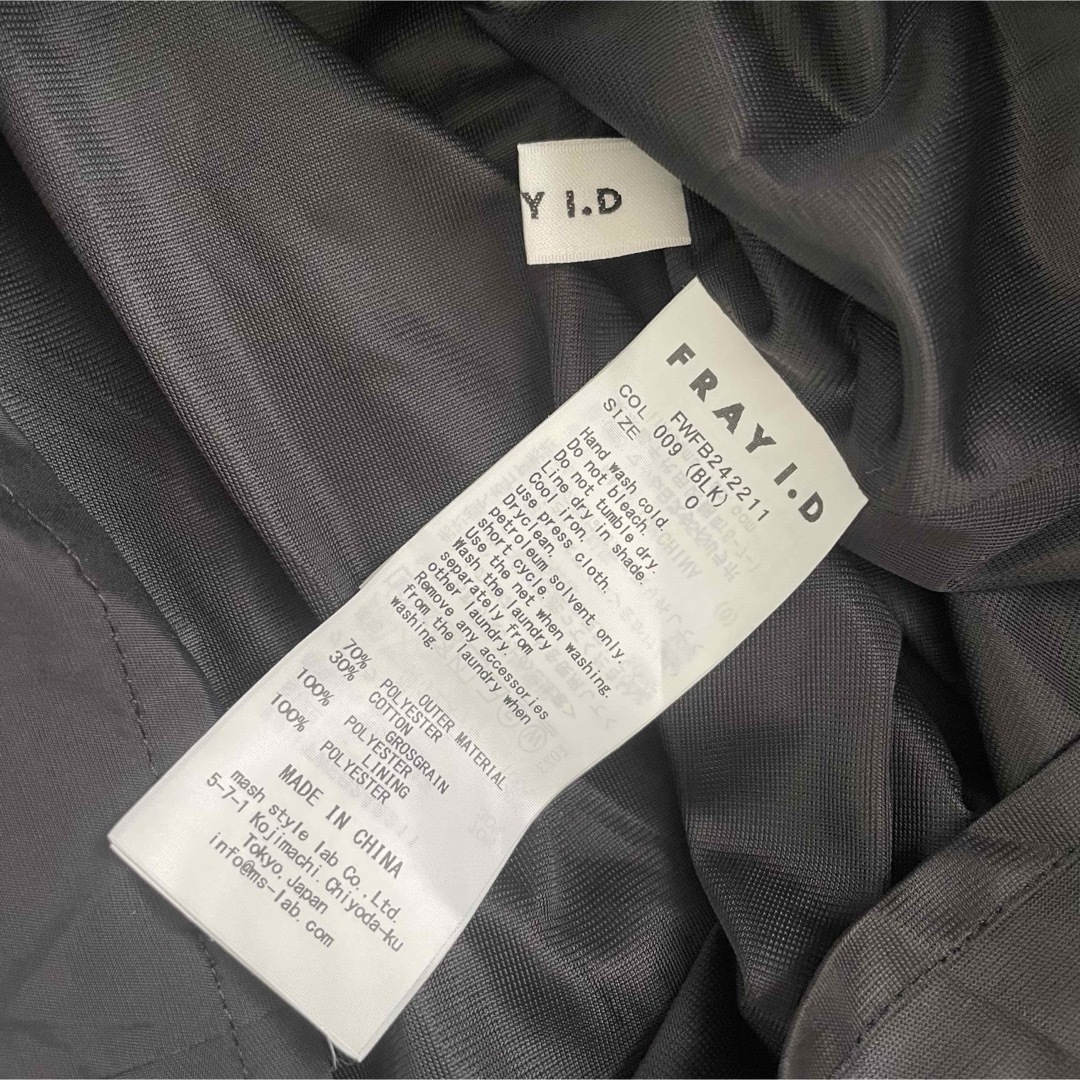 Y I.D
FRAY I.D
FWFB242211
COL 009 (BLK)
SIZE 0
Hand wash cold.
Do not bleach.
Do not tumble dry.
Line dry in shade.
Cool iron.
use press cloth.
Dryclean.
petroleum solvent only.
short cycle.
Use the net when washing.
Wash the laundry
separately from
other laundry.
Remove any accessories
from the laundry when
washing.
OUTER MATERIAL
70% POLYESTER
30% COTTON
GROSGRAIN
100% POLYESTER
LINING
100% POLYESTER
MADE IN CHINA
mash style lab Co.,Ltd.
5-7-1 Kojimachi.Chiyoda-ku
Tokyo.Japan
info@ms-lab.com